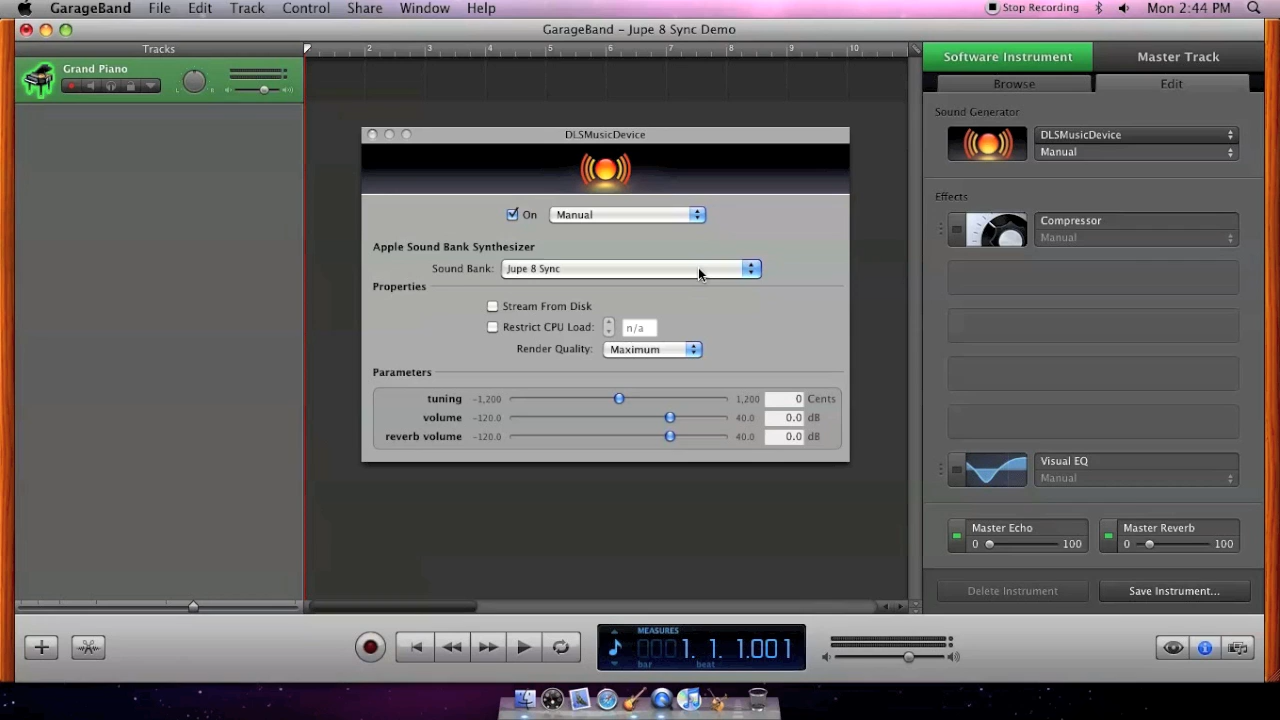 GarageBand File Edit Track Control Share Window Help Stop Recording Mon 2:44 PM
GarageBand - Jupe 8 Sync Demo
Tracks
2 3 4 5 6 7 8 9 10
Grand Piano
L R
DLSMusicDevice
On Manual
Apple Sound Bank Synthesizer
Sound Bank: Jupe 8 Sync
Properties
Stream From Disk
Restrict CPU Load: n/a
Render Quality: Maximum
Parameters
tuning -1,200 1,200 0 Cents
volume -120.0 40.0 0.0 dB
reverb volume -120.0 40.0 0.0 dB
Software Instrument Master Track
Browse Edit
Sound Generator
DLSMusicDevice
Manual
Effects
Compressor
Manual
Visual EQ
Manual
Master Echo Master Reverb
0 100 0 100
Delete Instrument Save Instrument...
MEASURES
0001. 1. 1.001
bar beat